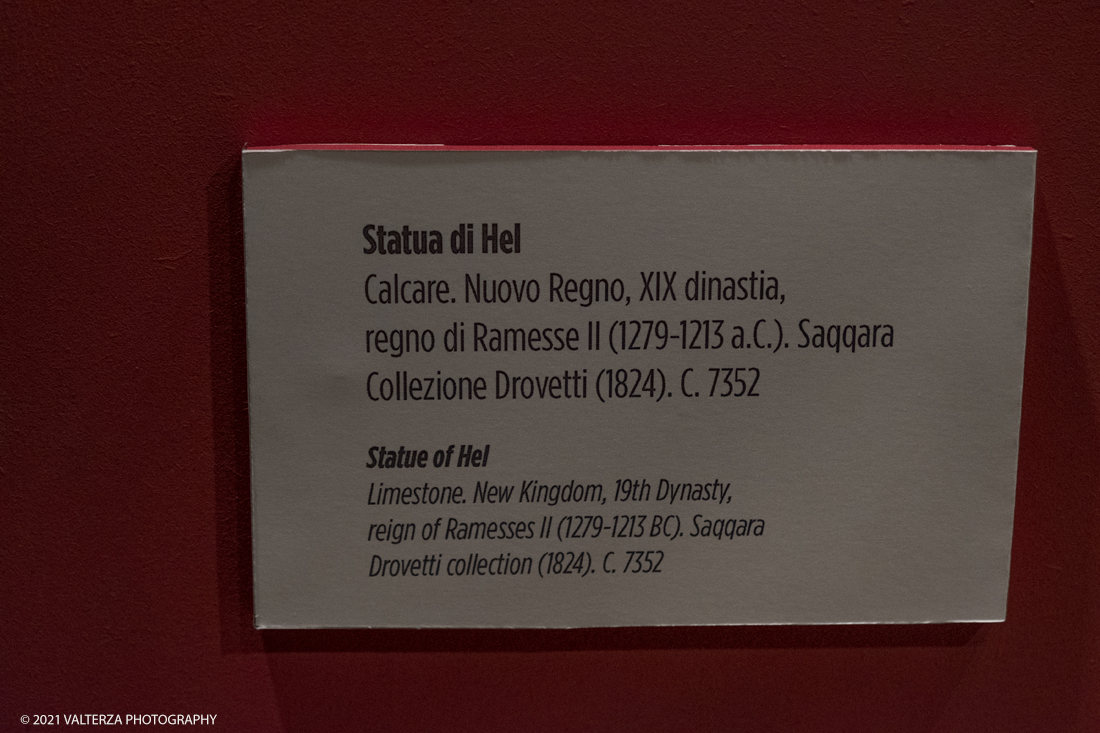 Statua di Hel
Calcare. Nuovo Regno, XIX dinastia,
regno di Ramesse II (1279-1213 a.C.). Saqqara
Collezione Drovetti (1824). C. 7352
Statue of Hel
Limestone. New Kingdom, 19th Dynasty,
reign of Ramesses II (1279-1213 BC). Saqqara
Drovetti collection (1824). C. 7352
© 2021 VALTERZA PHOTOGRAPHY